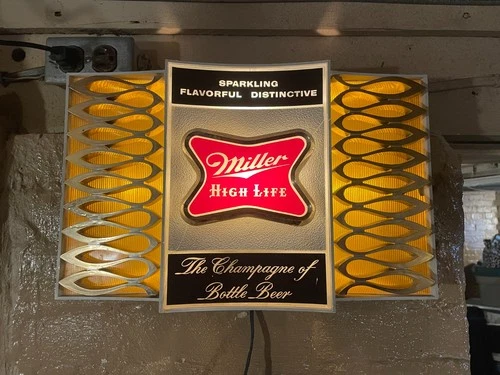 SPARKLING
FLAVORFUL DISTINCTIVE
Miller
HIGH LIFE
The Champagne of
Bottle Beer